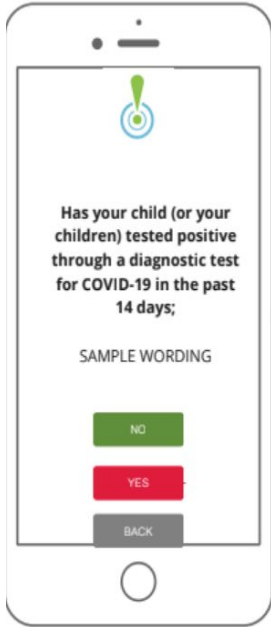 Has your child (or your
children) tested positive
through a diagnostic test
for COVID-19 in the past
14 days;
SAMPLE WORDING
NO
YES
BACK